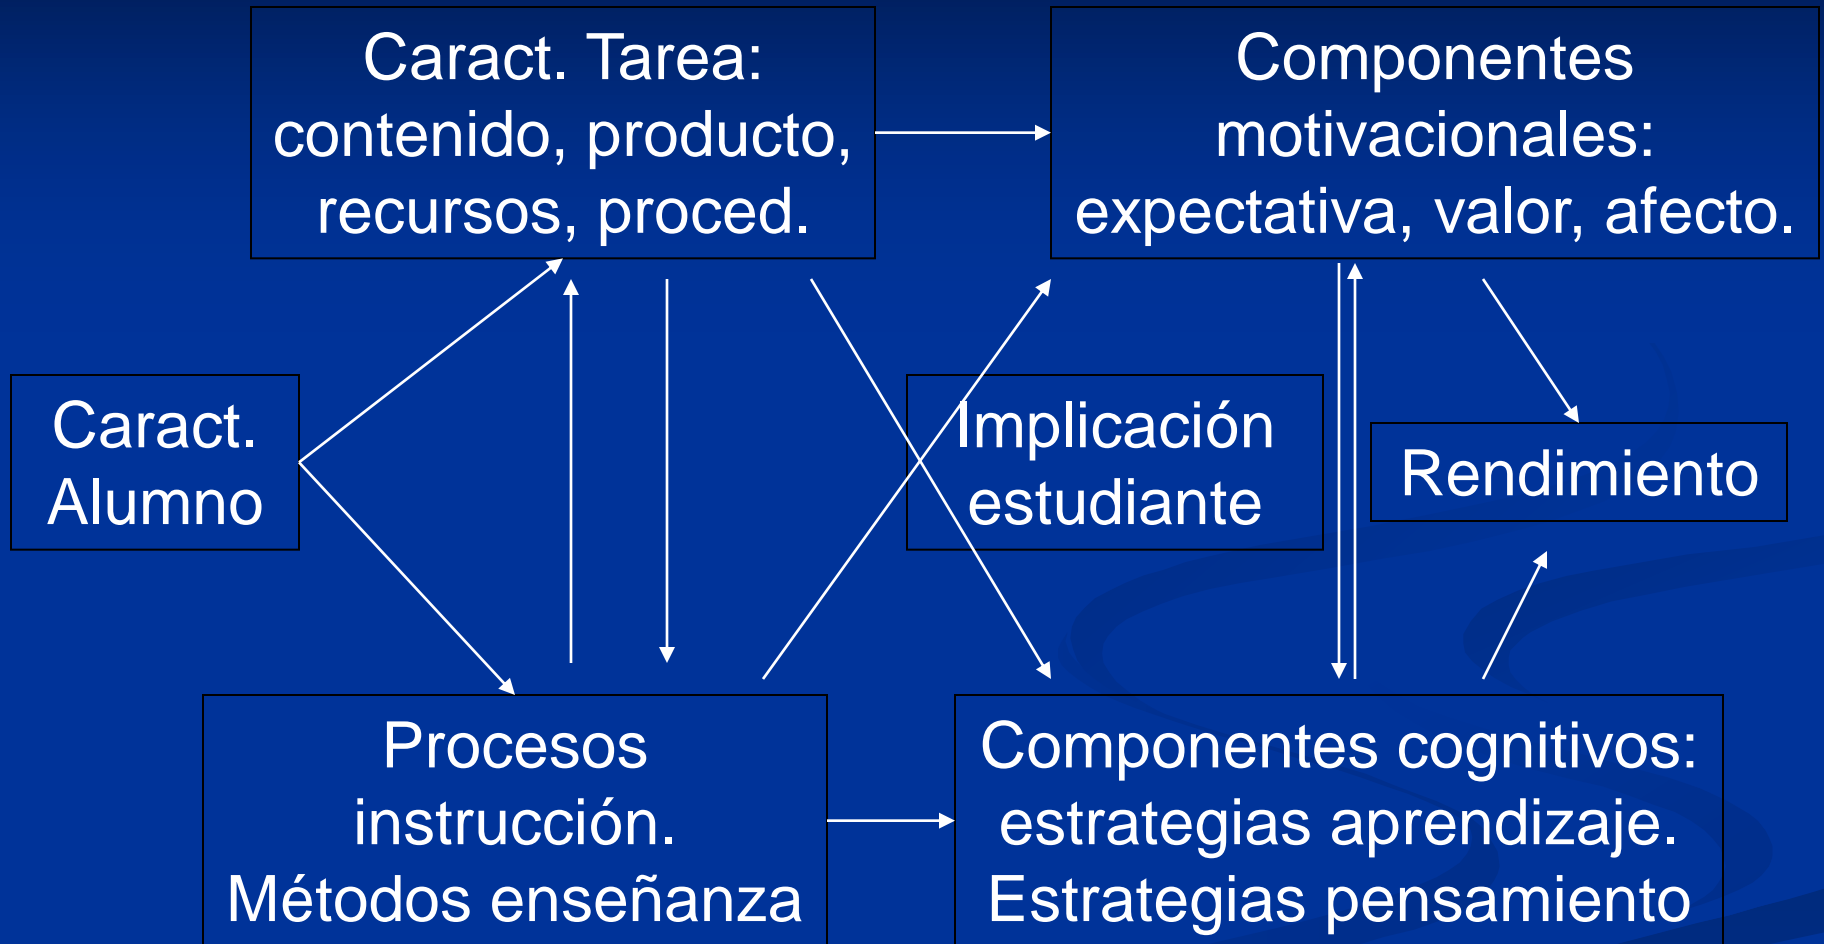 Caract. Tarea:
contenido, producto,
recursos, proced.
Componentes
motivacionales:
expectativa, valor, afecto.
Caract.
Alumno
Implicación
estudiante
Rendimiento
Procesos
instrucción.
Métodos enseñanza
Componentes cognitivos:
estrategias aprendizaje.
Estrategias pensamiento